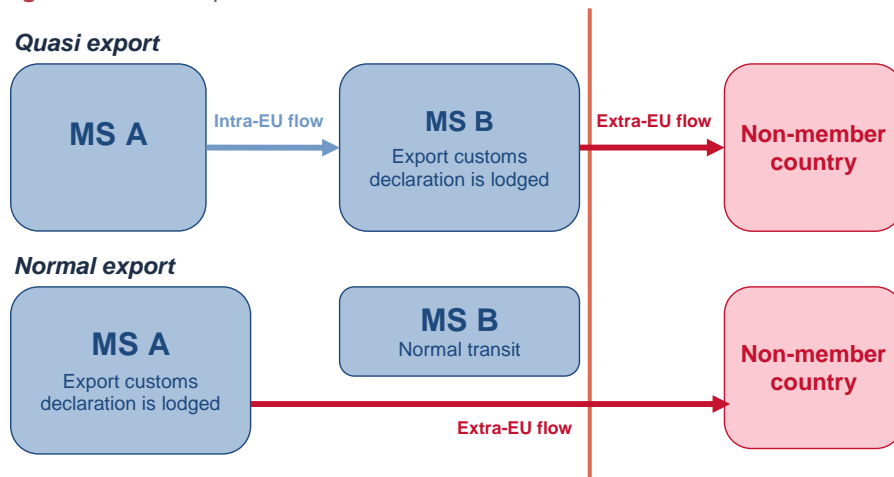 Quasi export
MS A
Intra-EU flow
MS B
Export customs
declaration is lodged
Extra-EU flow
Non-member
country
Normal export
MS A
Export customs
declaration is lodged
MS B
Normal transit
Extra-EU flow
Non-member
country